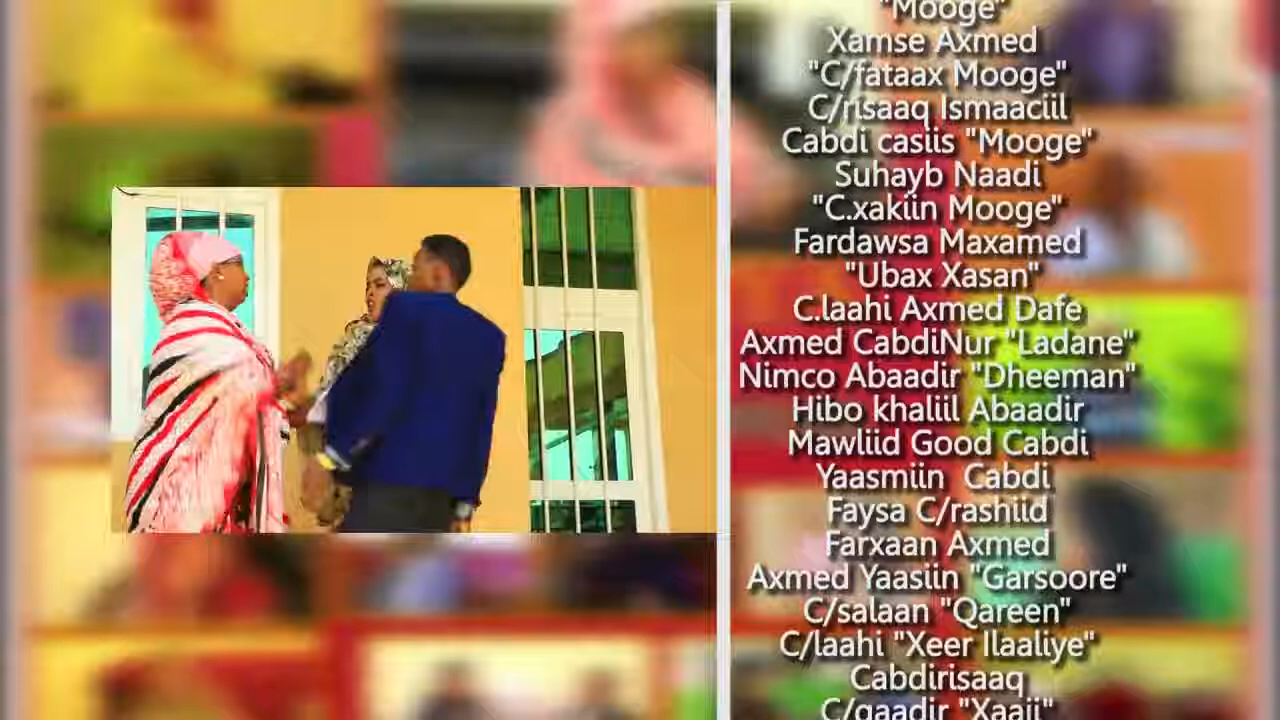 "Mooge"
Xamse Axmed
"C/fataax Mooge"
C/risaaq Ismaaciil
Cabdi casiis "Mooge"
Suhayb Naadi
"C.xakiin Mooge"
Fardawsa Maxamed
"Ubax Xasan"
C.laahi Axmed Dafe
Axmed CabdiNur "Ladane"
Nimco Abaadir "Dheeman"
Hibo khaliil Abaadir
Mawliid Good Cabdi
Yaasmiin Cabdi
Faysa C/rashiid
Farxaan Axmed
Axmed Yaasiin "Garsoore"
C/salaan "Qareen"
C/laahi "Xeer Ilaaliye"
Cabdirisaaq
C/qaadir "Xaaji"